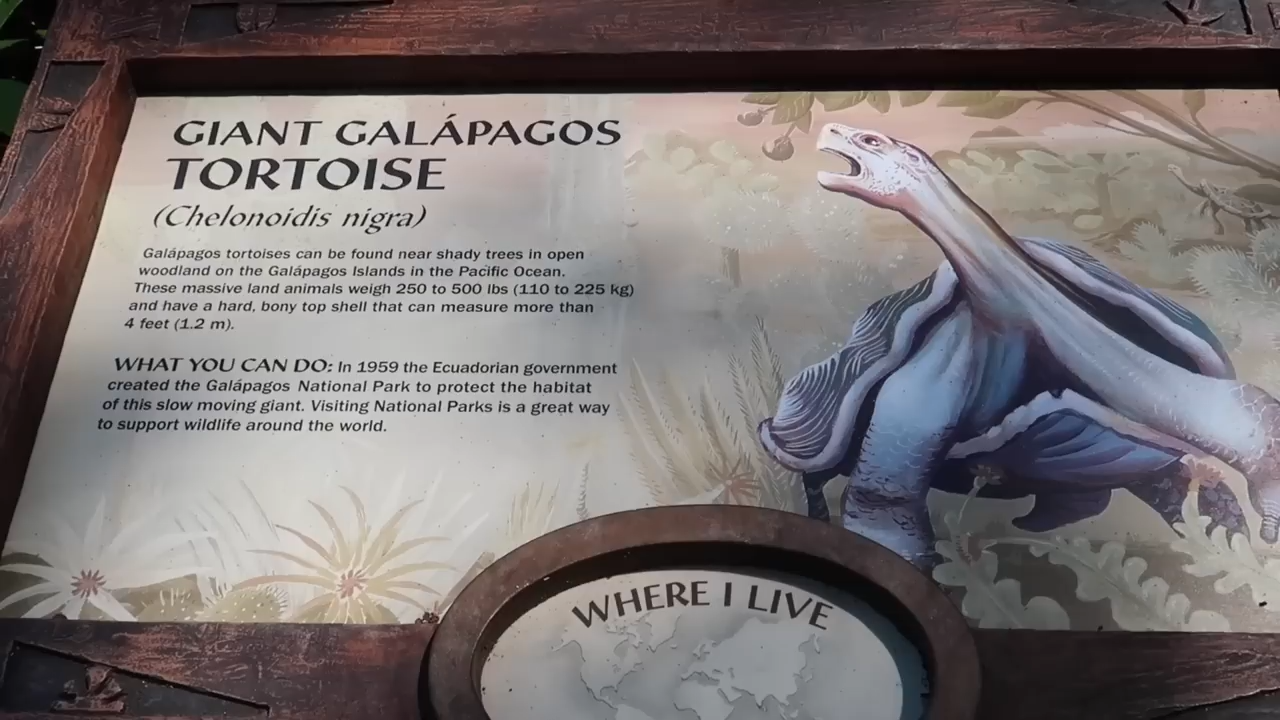 GIANT GALÁPAGOS
TORTOISE
(Chelonoidis nigra)
Galápagos tortoises can be found near shady trees in open
woodland on the Galápagos Islands in the Pacific Ocean.
These massive land animals weigh 250 to 500 lbs (110 to 225 kg)
and have a hard, bony top shell that can measure more than
4 feet (1.2 m).
WHAT YOU CAN DO: In 1959 the Ecuadorian government
created the Galápagos National Park to protect the habitat
of this slow moving giant. Visiting National Parks is a great way
to support wildlife around the world.
WHERE I LIVE